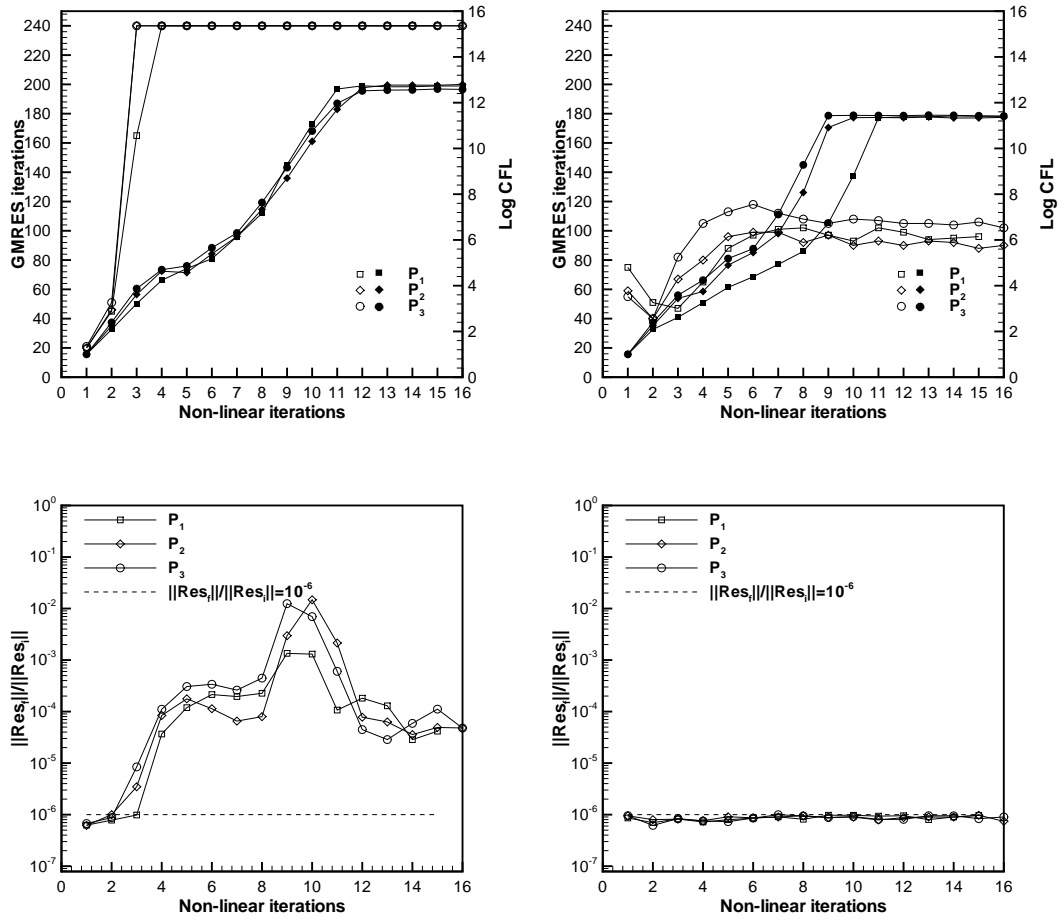 GMRES iterations
240
220
200
180
160
140
120
100
80
60
40
20
0
Log CFL
16
14
12
10
8
6
4
2
0
P1
P2
P3
0 1 2 3 4 5 6 7 8 9 10 11 12 13 14 15 16
Non-linear iterations
GMRES iterations
240
220
200
180
160
140
120
100
80
60
40
20
0
Log CFL
16
14
12
10
8
6
4
2
0
P1
P2
P3
0 1 2 3 4 5 6 7 8 9 10 11 12 13 14 15 16
Non-linear iterations
||Res_f||/||Res_i||
10^0
10^-1
10^-2
10^-3
10^-4
10^-5
10^-6
10^-7
P1
P2
P3
||Res_f||/||Res_i||=10^-6
0 2 4 6 8 10 12 14 16
Non-linear iterations
||Res_f||/||Res_i||
10^0
10^-1
10^-2
10^-3
10^-4
10^-5
10^-6
10^-7
P1
P2
P3
||Res_f||/||Res_i||=10^-6
0 2 4 6 8 10 12 14 16
Non-linear iterations